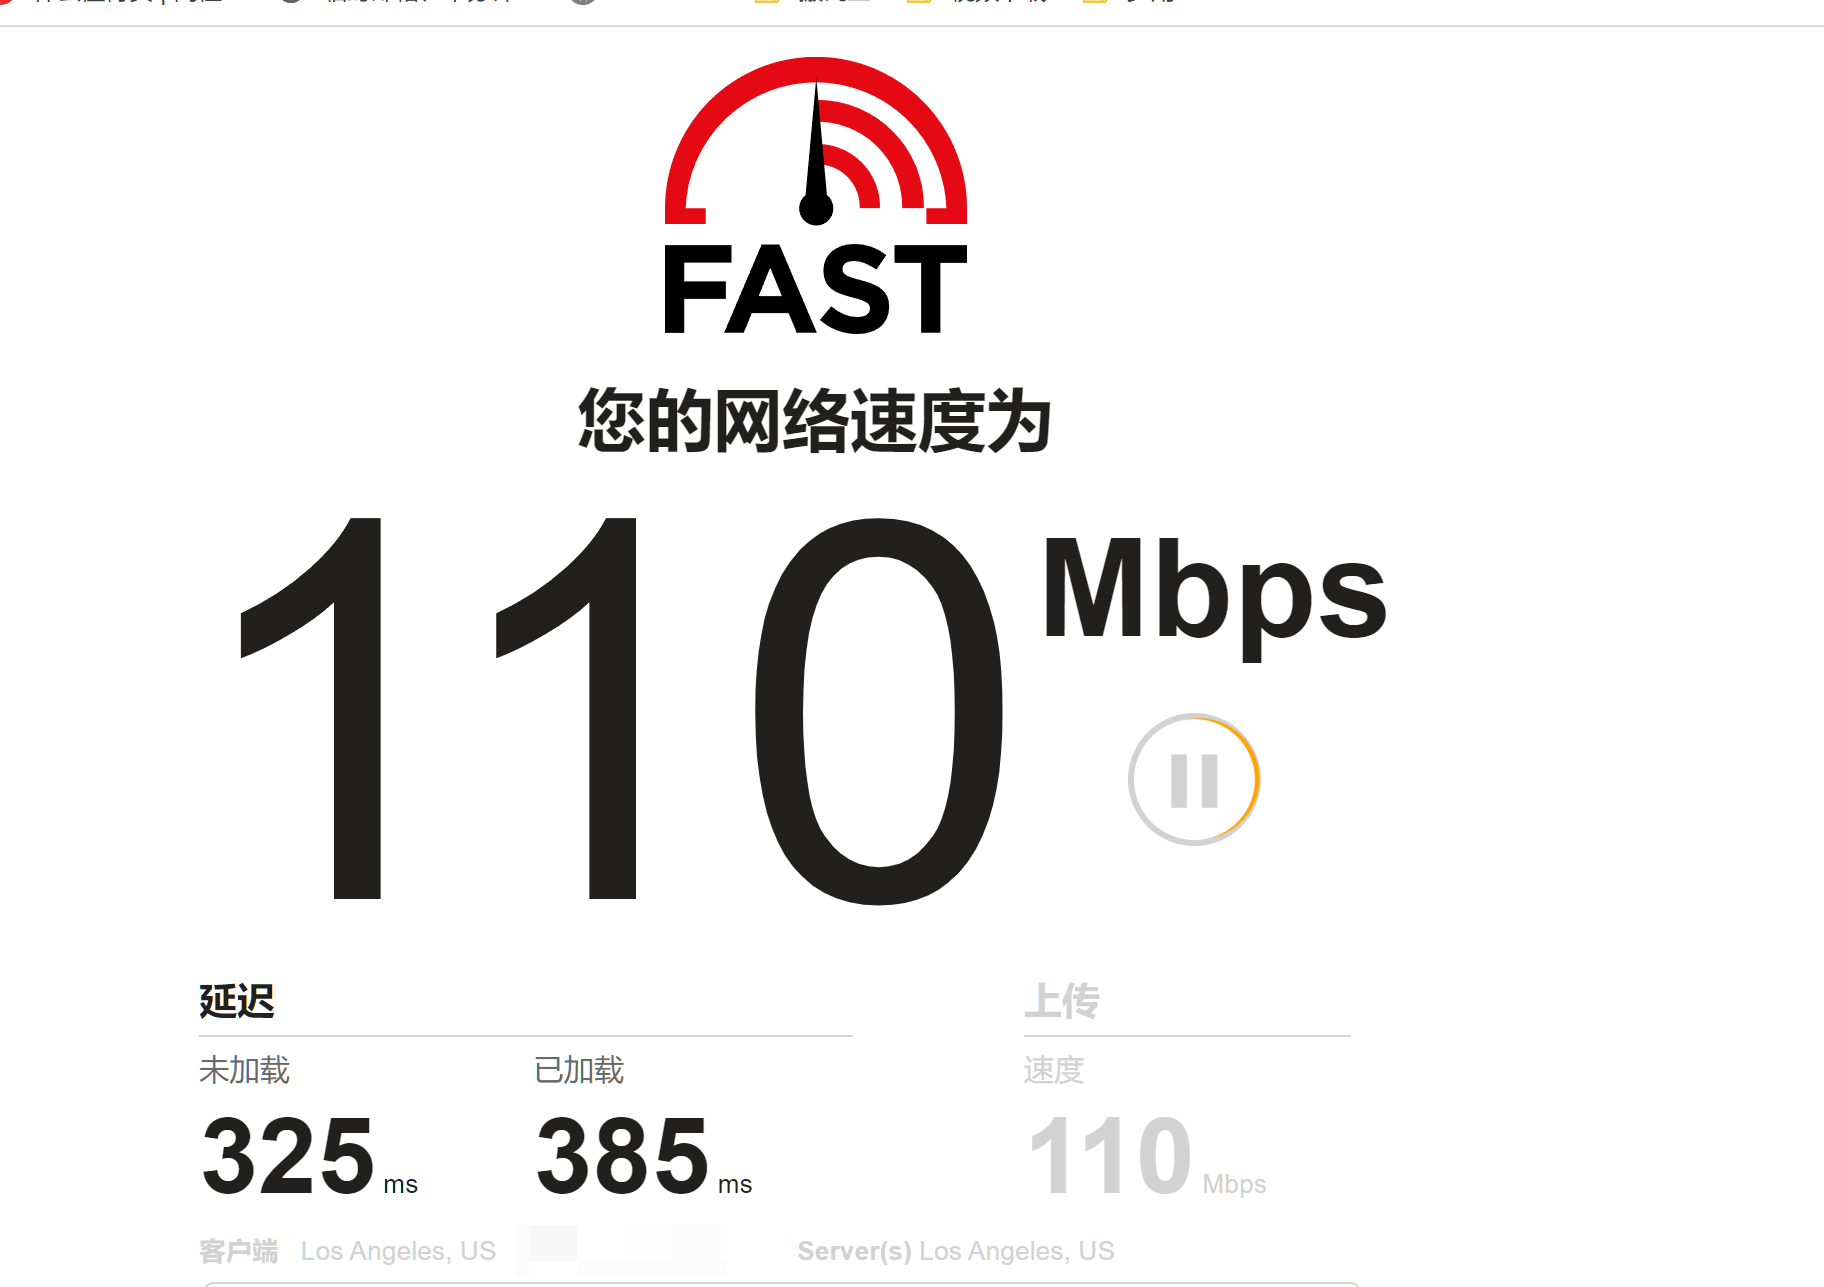 FAST
您的网络速度为
110 Mbps
延迟 上传
未加载 已加载 速度
325 ms 385 ms 110 Mbps
客户端 Los Angeles, US Server(s) Los Angeles, US